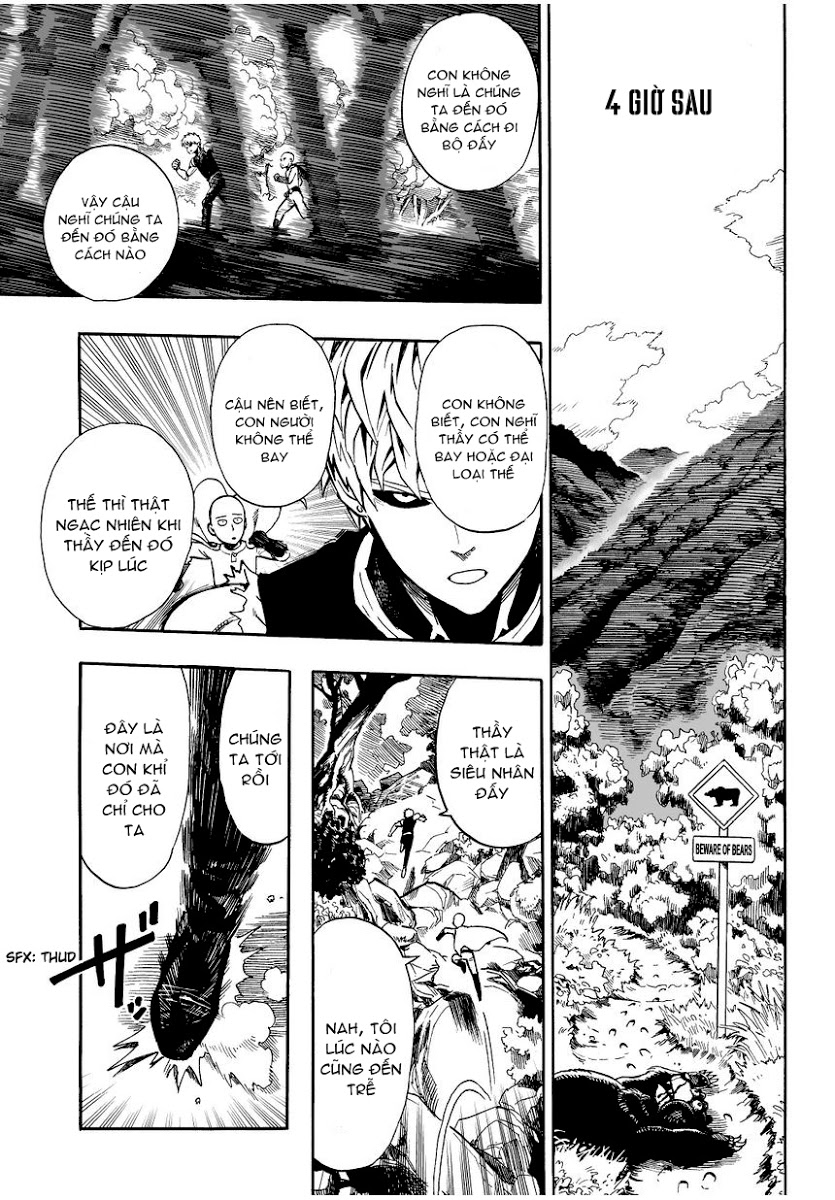 4 GIỜ SAU
BEWARE OF BEARS
CON KHÔNG
NGHĨ LÀ CHÚNG
TA ĐẾN ĐÓ
BẰNG CÁCH ĐI
BỘ ĐẤY
VẬY CẬU
NGHĨ CHÚNG TA
ĐẾN ĐÓ BẰNG
CÁCH NÀO
CON KHÔNG
BIẾT, CON NGHĨ
THẦY CÓ THỂ
BAY HOẶC ĐẠI
LOẠI THẾ
CẬU NÊN BIẾT,
CON NGƯỜI
KHÔNG THỂ
BAY
THẾ THÌ THẬT
NGẠC NHIÊN KHI
THẦY ĐẾN ĐÓ
KỊP LÚC
THẦY
THẬT LÀ
SIÊU NHÂN
ĐẤY
NAH, TÔI
LÚC NÀO
CŨNG ĐẾN
TRỄ
CHÚNG
TA TỚI
RỒI
ĐÂY LÀ
NƠI MÀ
CON KHỈ
ĐÓ ĐÃ
CHỈ CHO
TA
SFX: THUD
ザッ